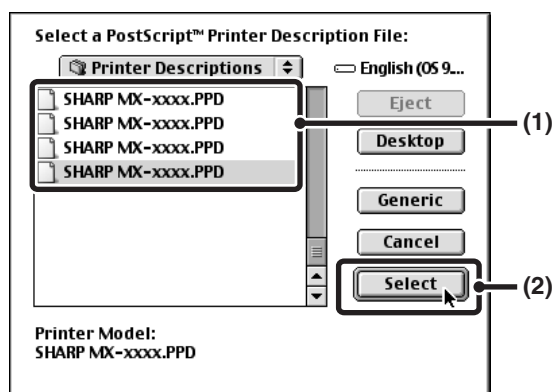 Select a PostScript™ Printer Description File:
Printer Descriptions
English (OS 9....
SHARP MX-xxxx.PPD
SHARP MX-xxxx.PPD
SHARP MX-xxxx.PPD
SHARP MX-xxxx.PPD
Eject
(1)
Desktop
Generic
Cancel
Select
(2)
Printer Model:
SHARP MX-xxxx.PPD